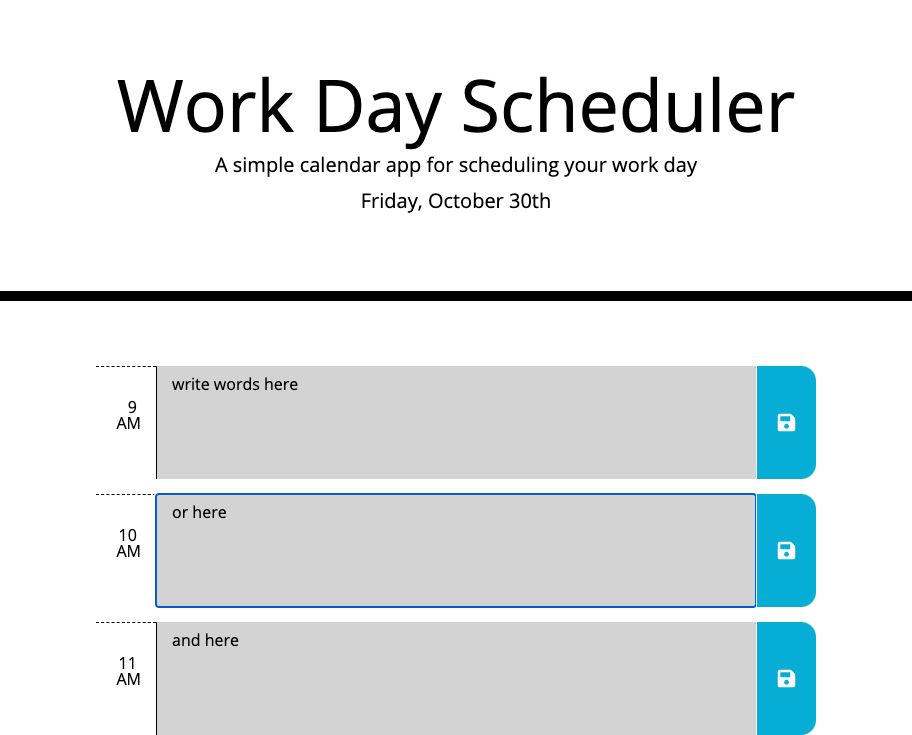 Work Day Scheduler
A simple calendar app for scheduling your work day
Friday, October 30th
9
AM
write words here
10
AM
or here
11
AM
and here